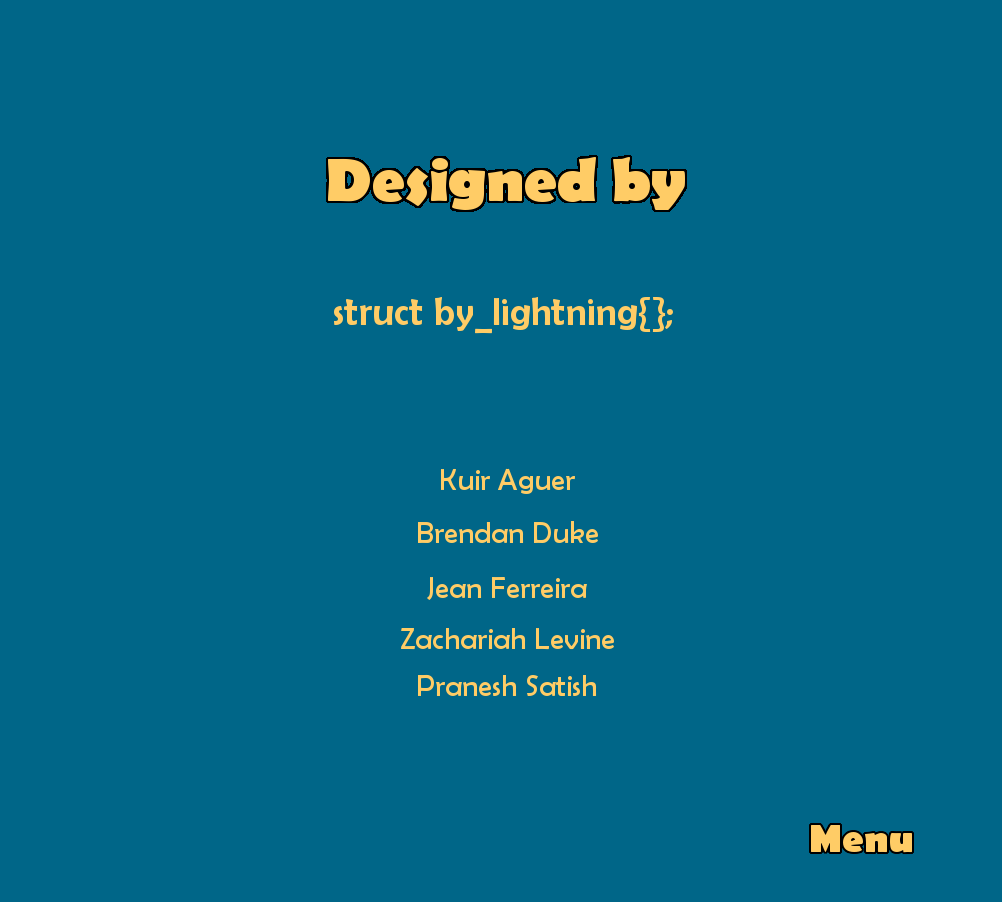 Designed by
struct by_lightning{};
Kuir Aguer
Brendan Duke
Jean Ferreira
Zachariah Levine
Pranesh Satish
Menu